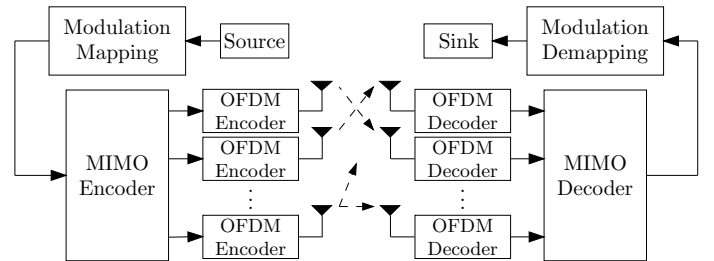 Modulation
Mapping
Source
Sink
Modulation
Demapping
MIMO
Encoder
OFDM
Encoder
OFDM
Encoder
OFDM
Encoder
OFDM
Decoder
OFDM
Decoder
OFDM
Decoder
MIMO
Decoder